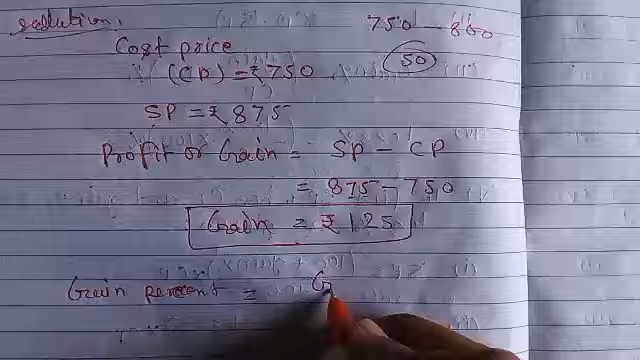 solution.
750 - 800
50
Cost price
(CP) = ₹750
SP = ₹875
Profit or Gain = SP - CP
= 875 - 750
Gain = ₹125
Gain percent = G